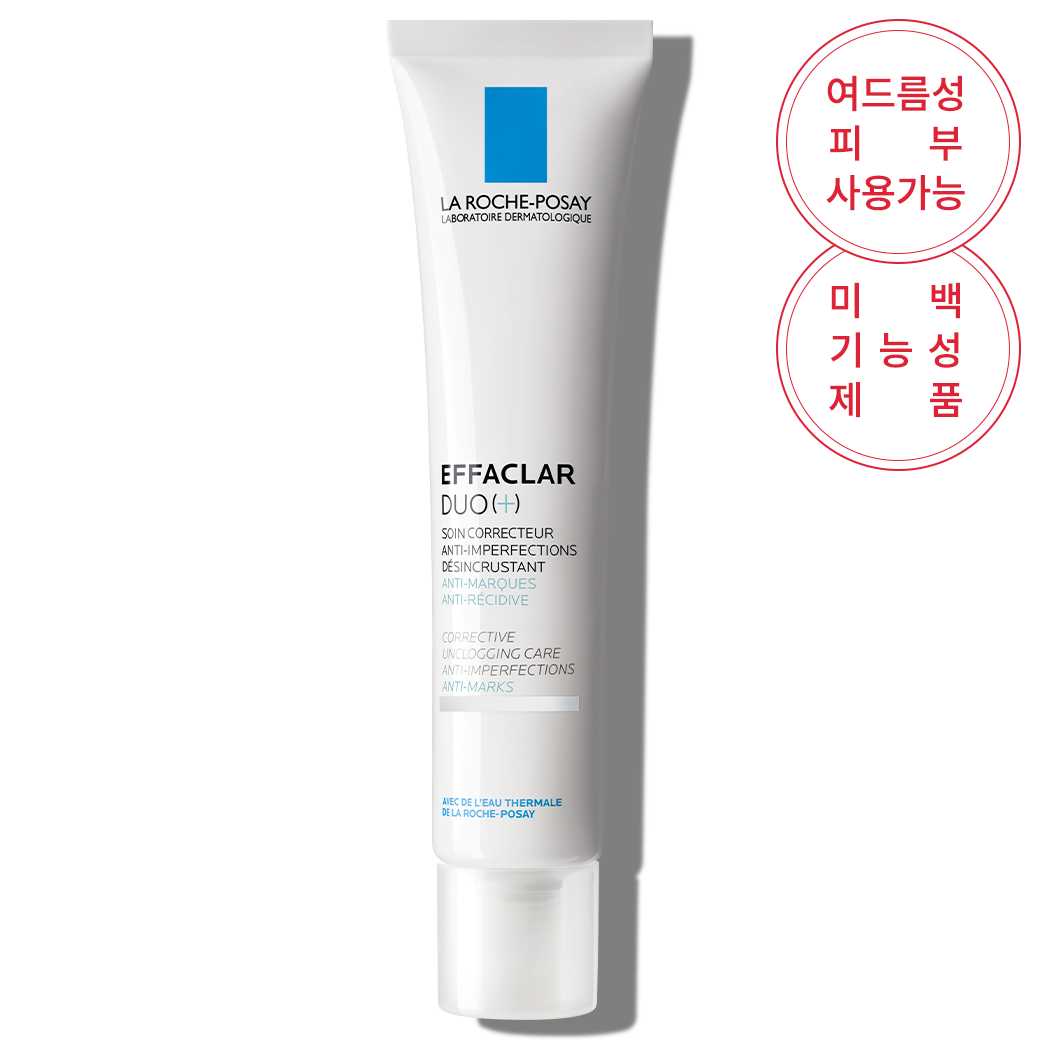 LA ROCHE-POSAY
LABORATOIRE DERMATOLOGIQUE
EFFACLAR
DUO(+)
SOIN CORRECTEUR
ANTI-IMPERFECTIONS
DÉSINCRUSTANT
ANTI-MARQUES
ANTI-RÉCIDIVE
CORRECTIVE
UNCLOGGING CARE
ANTI-IMPERFECTIONS
ANTI-MARKS
AVEC DE L'EAU THERMALE
DE LA ROCHE-POSAY
여드름성
피 부
사용가능
미 백
기 능 성
제 품